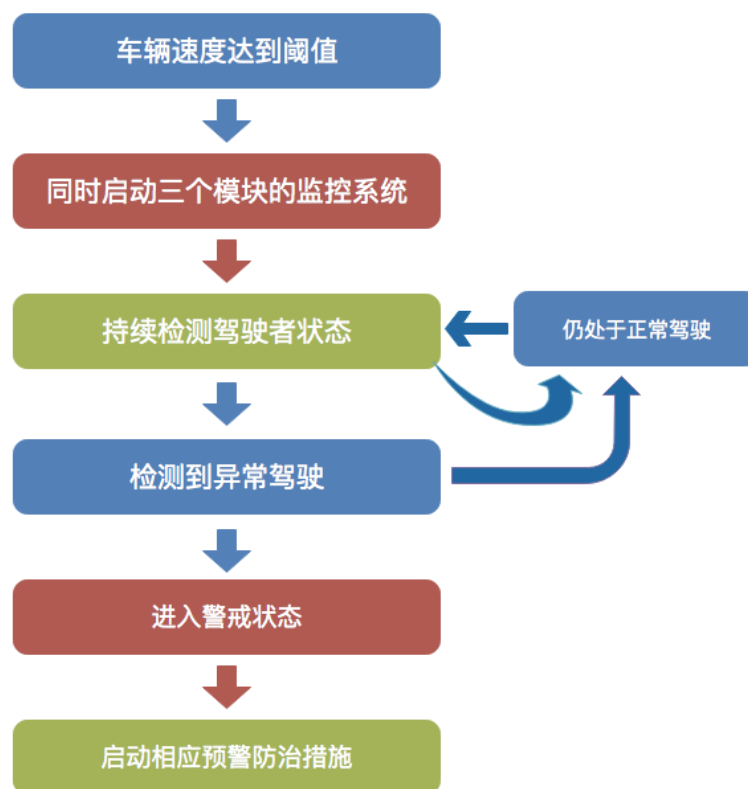 车辆速度达到阈值
同时启动三个模块的监控系统
持续检测驾驶者状态
仍处于正常驾驶
检测到异常驾驶
进入警戒状态
启动相应预警防治措施